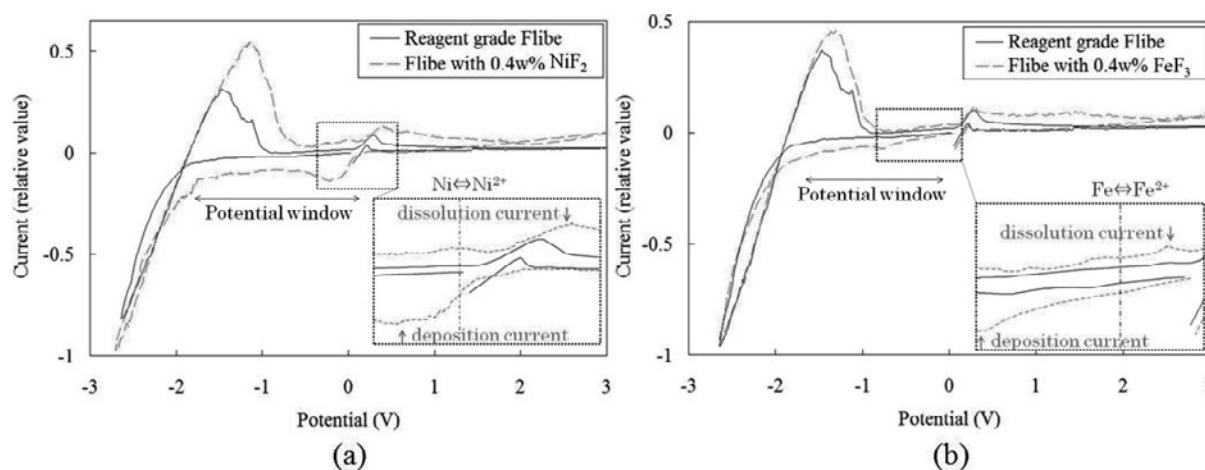 Reagent grade Flibe
Flibe with 0.4w% NiF₂
Current (relative value)
0.5
0
-0.5
-1
Potential window
Ni⇔Ni²⁺
dissolution current↓
↑ deposition current
-3 -2 -1 0 1 2 3
Potential (V)
(a)
Reagent grade Flibe
Flibe with 0.4w% FeF₃
Current (relative value)
0.5
0
-0.5
-1
Potential window
Fe⇔Fe²⁺
dissolution current↓
↑ deposition current
-3 -2 -1 0 1 2 3
Potential (V)
(b)